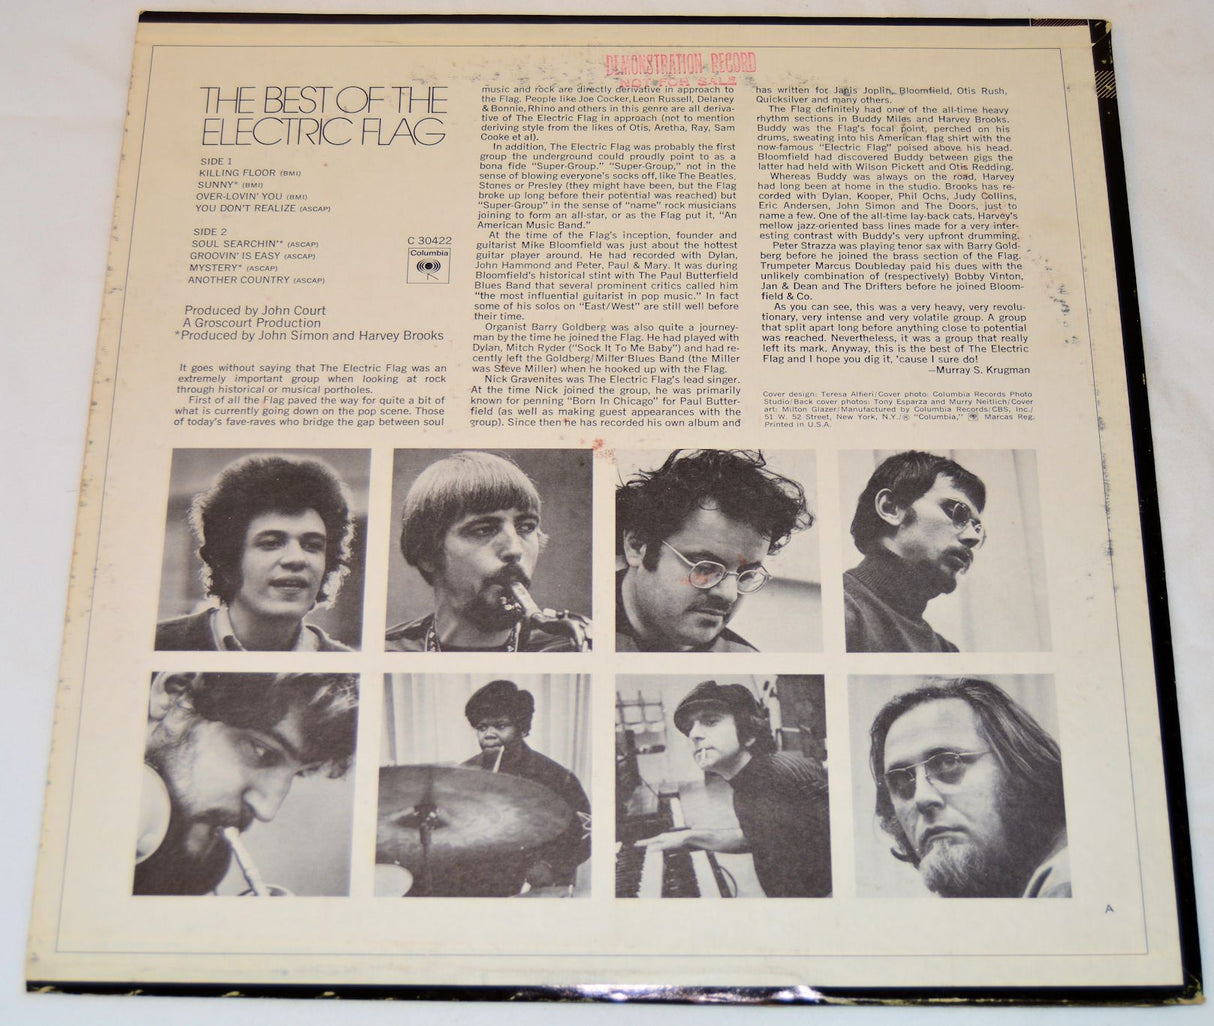 DEMONSTRATION RECORD
NOT FOR SALE
THE BEST OF THE
ELECTRIC FLAG
SIDE 1
KILLING FLOOR (BMI)
SUNNY* (BMI)
OVER-LOVIN' YOU (BMI)
YOU DON'T REALIZE (ASCAP)
SIDE 2
SOUL SEARCHIN'* (ASCAP)
GROOVIN' IS EASY (ASCAP)
MYSTERY* (ASCAP)
ANOTHER COUNTRY (ASCAP)
C 30422
Columbia
Produced by John Court
A Groscourt Production
*Produced by John Simon and Harvey Brooks
It goes without saying that The Electric Flag was an
extremely important group when looking at rock
through historical or musical portholes.
First of all the Flag paved the way for quite a bit of
what is currently going down on the pop scene. Those
of today's fave-raves who bridge the gap between soul
music and rock are directly derivative in approach to
the Flag. People like Joe Cocker, Leon Russell, Delaney
& Bonnie, Rhino and others in this genre are all deriva-
tive of The Electric Flag in approach (not to mention
deriving style from the likes of Otis, Aretha, Ray, Sam
Cooke et al).
In addition, The Electric Flag was probably the first
group the underground could proudly point to as a
bona fide "Super-Group." "Super-Group," not in the
sense of blowing everyone's socks off, like The Beatles,
Stones or Presley (they might have been, but the Flag
broke up long before their potential was reached) but
"Super-Group" in the sense of "name" rock musicians
joining to form an all-star, or as the Flag put it, "An
American Music Band."
At the time of the Flag's inception, founder and
guitarist Mike Bloomfield was just about the hottest
guitar player around. He had recorded with Dylan,
John Hammond and Peter, Paul & Mary. It was during
Bloomfield's historical stint with The Paul Butterfield
Blues Band that several prominent critics called him
"the most influential guitarist in pop music." In fact
some of his solos on "East/West" are still well before
their time.
Organist Barry Goldberg was also quite a journey-
man by the time he joined the Flag. He had played with
Dylan, Mitch Ryder ("Sock It To Me Baby") and had re-
cently left the Goldberg/Miller Blues Band (the Miller
was Steve Miller) when he hooked up with the Flag.
Nick Gravenites was The Electric Flag's lead singer.
At the time Nick joined the group, he was primarily
known for penning "Born In Chicago" for Paul Butter-
field (as well as making guest appearances with the
group). Since then he has recorded his own album and
has written for Janis Joplin, Bloomfield, Otis Rush,
Quicksilver and many others.
The Flag definitely had one of the all-time heavy
rhythm sections in Buddy Miles and Harvey Brooks.
Buddy was the Flag's focal point, perched on his
drums, sweating into his American flag shirt with the
now-famous "Electric Flag" poised above his head.
Bloomfield had discovered Buddy between gigs the
latter had held with Wilson Pickett and Otis Redding.
Whereas Buddy was always on the road, Harvey
had long been at home in the studio. Brooks has re-
corded with Dylan, Kooper, Phil Ochs, Judy Collins,
Eric Andersen, John Simon and The Doors, just to
name a few. One of the all-time lay-back cats, Harvey's
mellow jazz-oriented bass lines made for a very inter-
esting contrast with Buddy's very upfront drumming.
Peter Strazza was playing tenor sax with Barry Gold-
berg before he joined the brass section of the Flag.
Trumpeter Marcus Doubleday paid his dues with the
unlikely combination of (respectively) Bobby Vinton,
Jan & Dean and The Drifters before he joined Bloom-
field & Co.
As you can see, this was a very heavy, very revolu-
tionary, very intense and very volatile group. A group
that split apart long before anything close to potential
was reached. Nevertheless, it was a group that really
left its mark. Anyway, this is the best of The Electric
Flag and I hope you dig it, 'cause I sure do!
—Murray S. Krugman
Cover design: Teresa Alfieri/Cover photo: Columbia Records Photo
Studio/Back cover photos: Tony Esparza and Murry Neitlich/Cover
art: Milton Glazer/Manufactured by Columbia Records/CBS, Inc./
51 W. 52 Street, New York, N.Y./® "Columbia," Marcas Reg.
Printed in U.S.A.
A